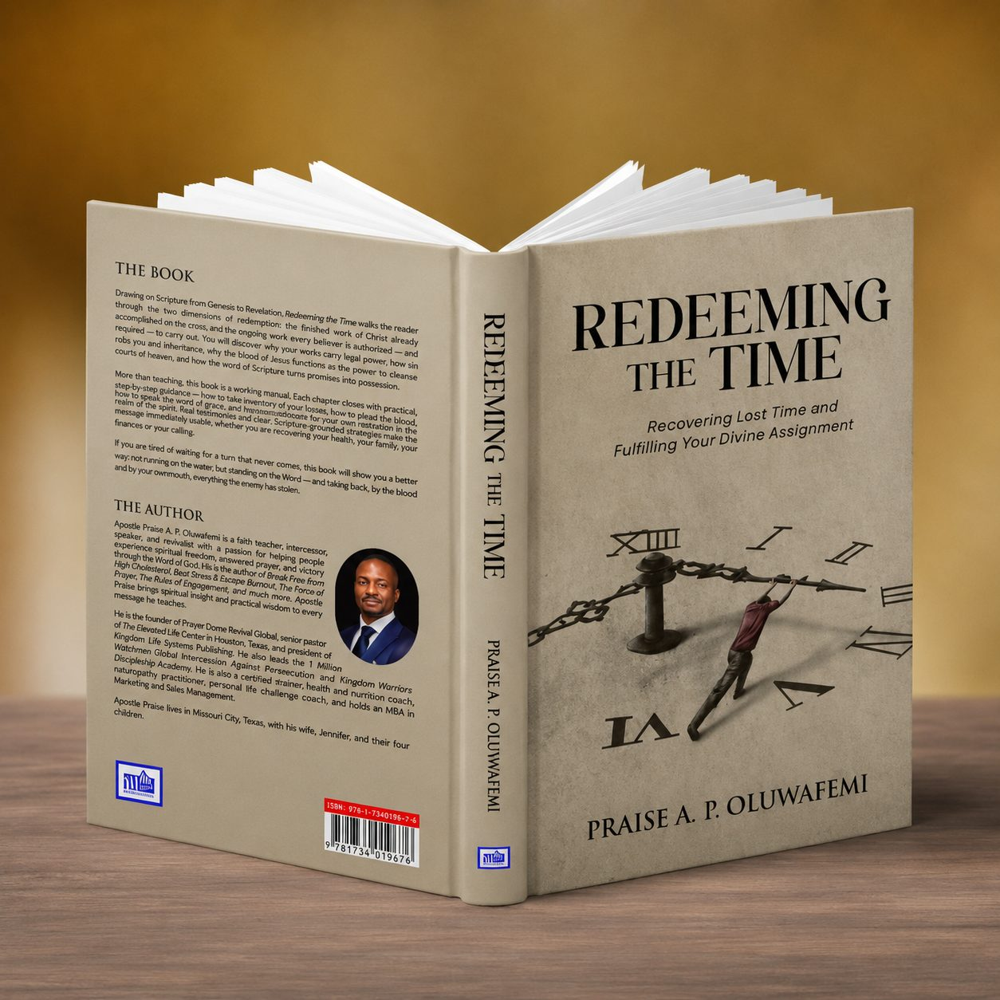 THE BOOK
Drawing on Scripture from Genesis to Revelation, Redeeming the Time walks the reader
through the two dimensions of redemption: the finished work of Christ already
accomplished on the cross, and the ongoing work every believer is authorized — and
required — to carry out. You will discover why your works carry legal power, how sin
robs you and inheritance, why the blood of Jesus functions as the power to cleanse
courts of heaven, and how the word of Scripture turns promises into possession.
More than teaching, this book is a working manual. Each chapter closes with practical,
step-by-step guidance — how to take inventory of your losses, how to plead the blood,
how to speak the word of grace, and for your own restration in the
realm of the spirit. Real testimonies and clear, Scripture-grounded strategies make the
message immediately usable, whether you are recovering your health, your family, your
finances or your calling.
If you are tired of waiting for a turn that never comes, this book will show you a better
way: not running on the water, but standing on the Word — and taking back, by the blood
and by your ownmouth, everything the enemy has stolen.
THE AUTHOR
Apostle Praise A. P. Oluwafemi is a faith teacher, intercessor,
speaker, and revivalist with a passion for helping people
experience spiritual freedom, answered prayer, and victory
through the Word of God. His is the author of Break Free from
High Cholesterol, Beat Stress & Escape Burnout, The Force of
Prayer, The Rules of Engagement, and much more. Apostle
Praise brings spiritual insight and practical wisdom to every
message he teaches.
He is the founder of Prayer Dome Revival Global, senior pastor
of The Elevated Life Center in Houston, Texas, and president of
Kingdom Life Systems Publishing. He also leads the 1 Million
Watchmen Global Intercession Against Persecution and Kingdom Warriors
Discipleship Academy. He is also a certified trainer, health and nutrition coach,
naturopathy practitioner, personal life challenge coach, and holds an MBA in
Marketing and Sales Management.
Apostle Praise lives in Missouri City, Texas, with his wife, Jennifer, and their four
children.
ISBN: 978-1-7340196-7-6
9 781734 019676
REDEEMING THE TIME
PRAISE A. P. OLUWAFEMI
REDEEMING
THE TIME
Recovering Lost Time and
Fulfilling Your Divine Assignment
XIIII
I
II
III
V
VI
PRAISE A. P. OLUWAFEMI